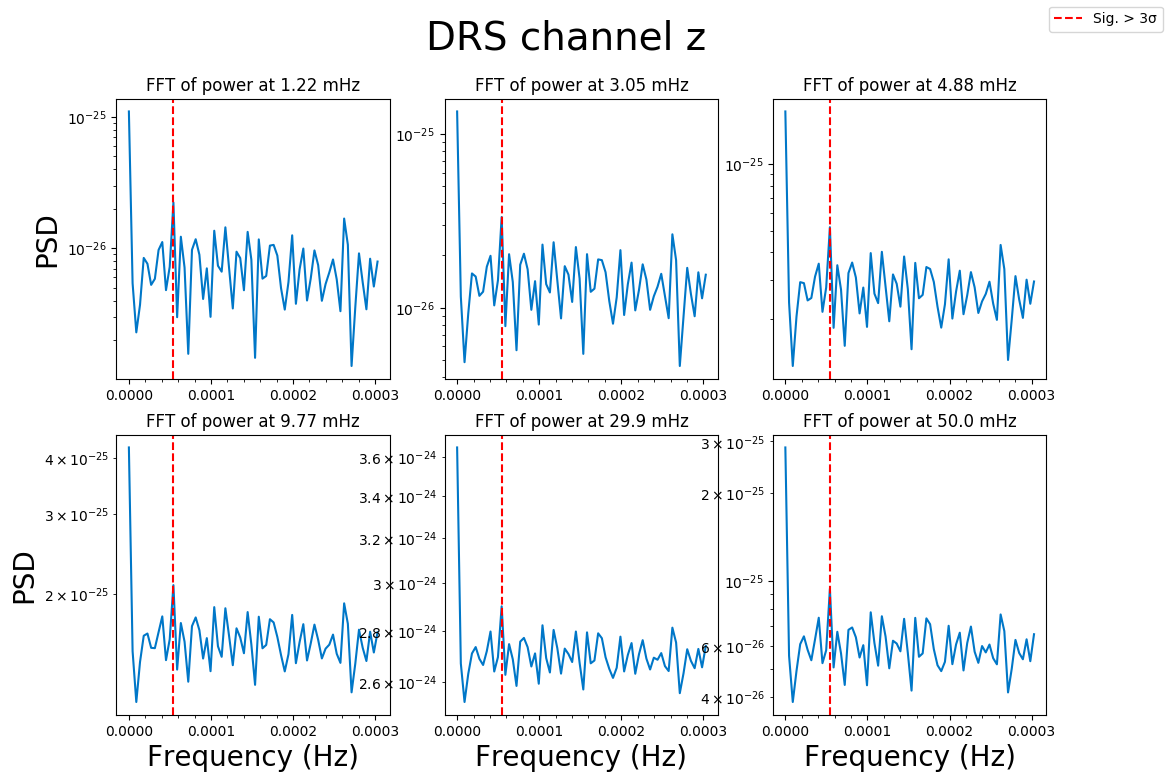 DRS channel z
Sig. > 3σ
FFT of power at 1.22 mHz
FFT of power at 3.05 mHz
FFT of power at 4.88 mHz
PSD
10⁻²⁵
10⁻²⁶
10⁻²⁵
10⁻²⁶
10⁻²⁵
0.0000 0.0001 0.0002 0.0003
0.0000 0.0001 0.0002 0.0003
0.0000 0.0001 0.0002 0.0003
FFT of power at 9.77 mHz
FFT of power at 29.9 mHz
FFT of power at 50.0 mHz
PSD
4 × 10⁻²⁵
3 × 10⁻²⁵
2 × 10⁻²⁵
3.6 × 10⁻²⁴
3.4 × 10⁻²⁴
3.2 × 10⁻²⁴
3 × 10⁻²⁴
2.8 × 10⁻²⁴
2.6 × 10⁻²⁴
3 × 10⁻²⁵
2 × 10⁻²⁵
10⁻²⁵
6 × 10⁻²⁶
4 × 10⁻²⁶
0.0000 0.0001 0.0002 0.0003
0.0000 0.0001 0.0002 0.0003
0.0000 0.0001 0.0002 0.0003
Frequency (Hz)
Frequency (Hz)
Frequency (Hz)